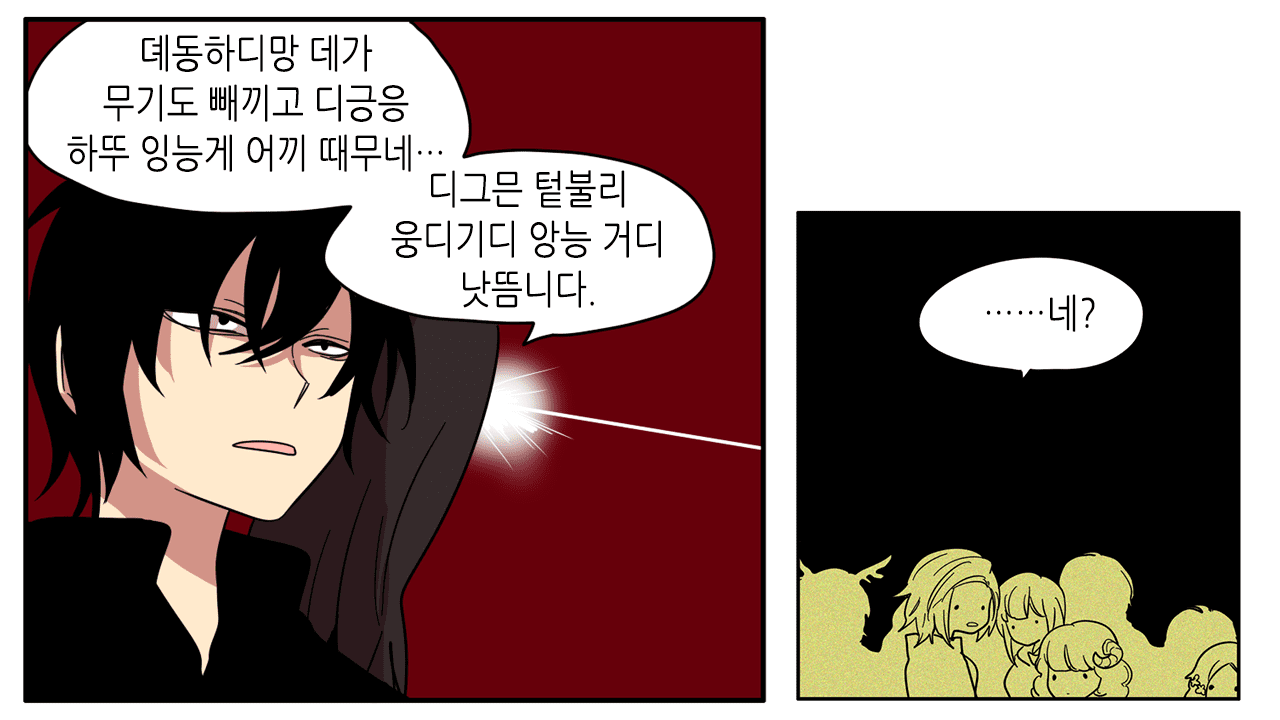 뎨동하디망 데가
무기도 빼끼고 디긍응
하뚜 잉능게 어끼 때무네…
디그믄 텉불리
웅디기디 앙능 거디
낫뜸니다.
……네?